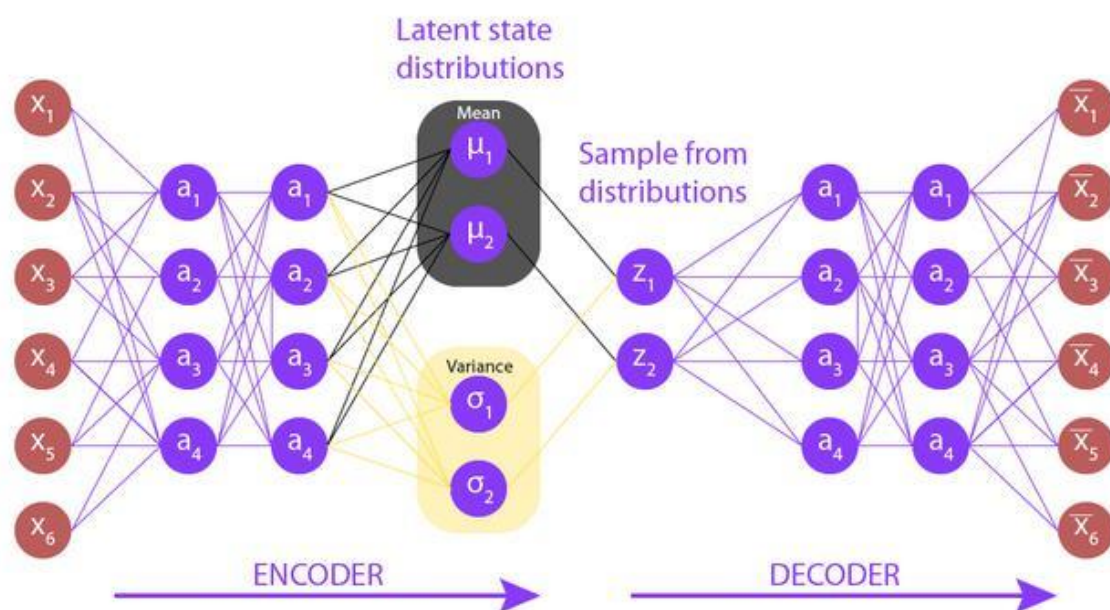 Latent state
distributions
Mean
μ₁
μ₂
Variance
σ₁
σ₂
Sample from
distributions
x₁
x₂
x₃
x₄
x₅
x₆
a₁
a₂
a₃
a₄
a₁
a₂
a₃
a₄
z₁
z₂
a₁
a₂
a₃
a₄
a₁
a₂
a₃
a₄
x̅₁
x̅₂
x̅₃
x̅₄
x̅₅
x̅₆
ENCODER
DECODER